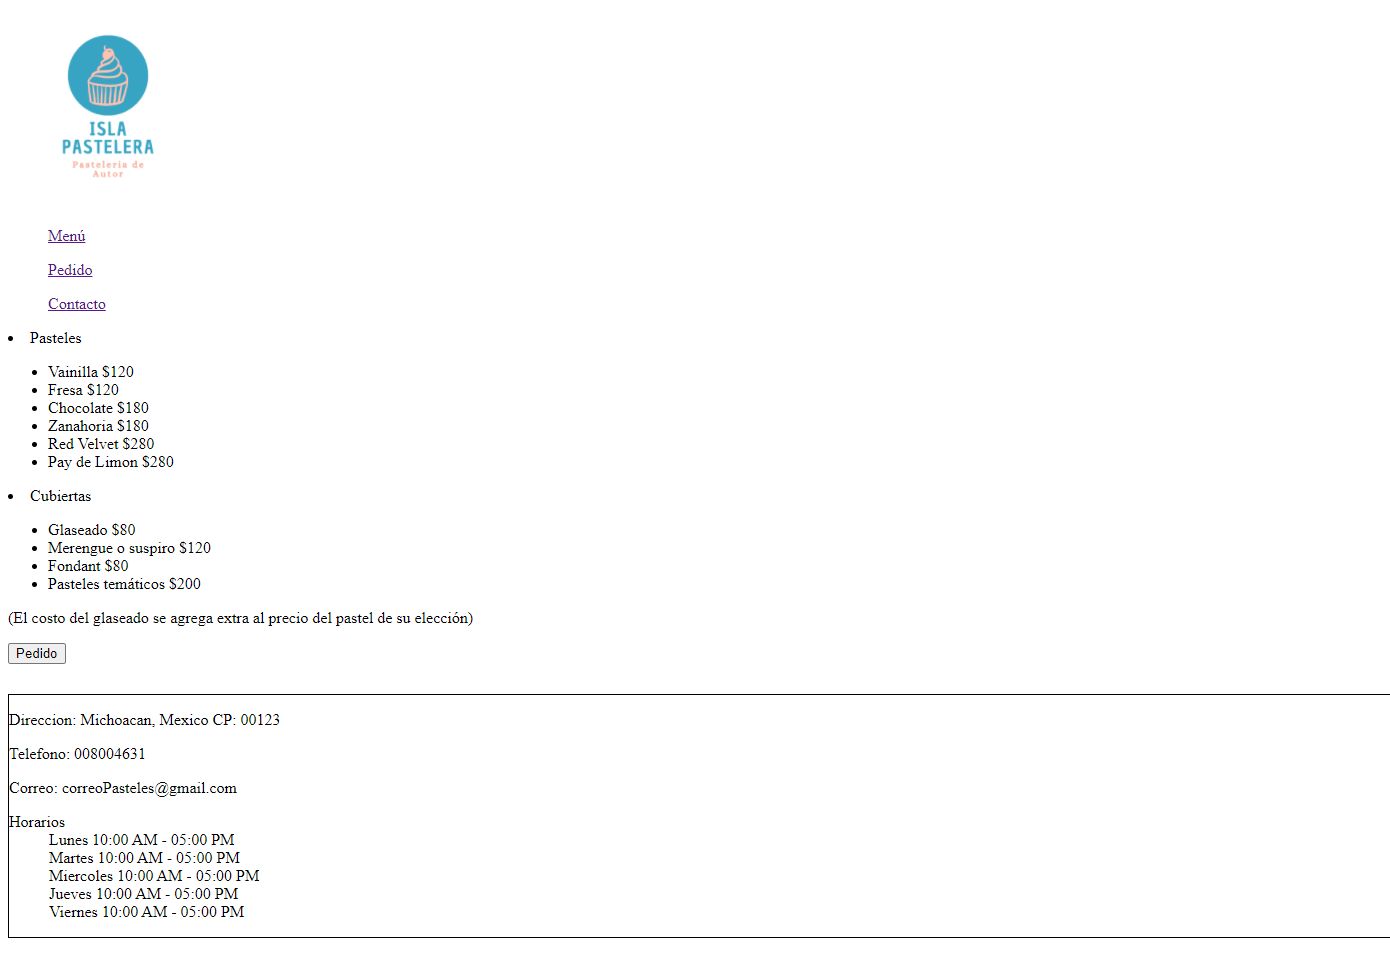 ISLA
PASTELERA
Pastelería de
Autor
Menú
Pedido
Contacto
Pasteles
Vainilla $120
Fresa $120
Chocolate $180
Zanahoria $180
Red Velvet $280
Pay de Limon $280
Cubiertas
Glaseado $80
Merengue o suspiro $120
Fondant $80
Pasteles temáticos $200
(El costo del glaseado se agrega extra al precio del pastel de su elección)
Pedido
Direccion: Michoacan, Mexico CP: 00123
Telefono: 008004631
Correo: correoPasteles@gmail.com
Horarios
Lunes 10:00 AM - 05:00 PM
Martes 10:00 AM - 05:00 PM
Miercoles 10:00 AM - 05:00 PM
Jueves 10:00 AM - 05:00 PM
Viernes 10:00 AM - 05:00 PM